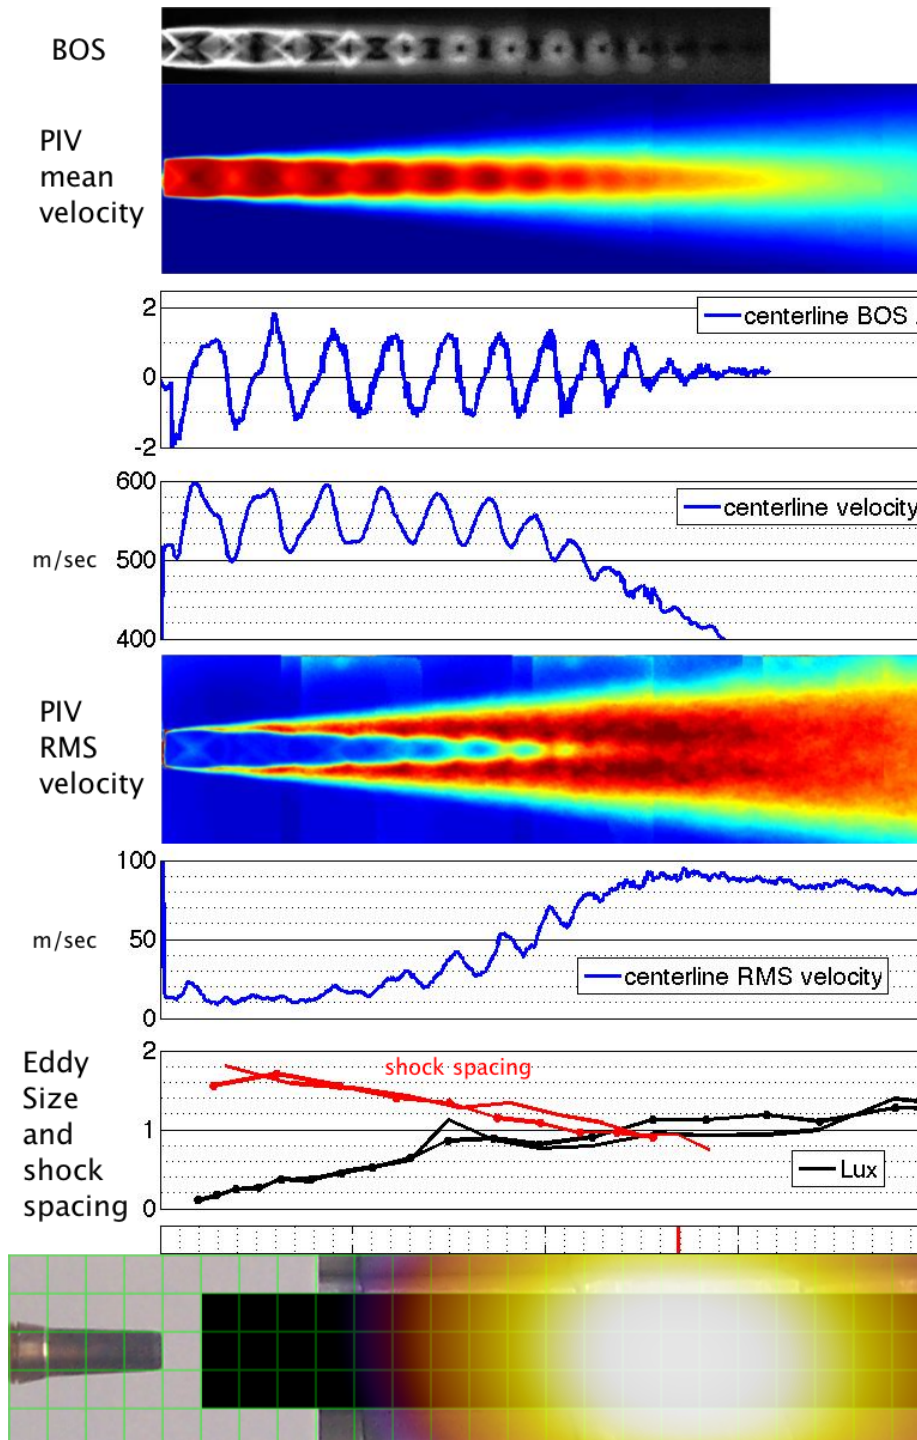 BOS
PIV
mean
velocity
2
0
-2
centerline BOS
600
500
400
m/sec
centerline velocity
PIV
RMS
velocity
100
50
0
m/sec
centerline RMS velocity
Eddy
Size
and
shock
spacing
2
1
0
shock spacing
Lux